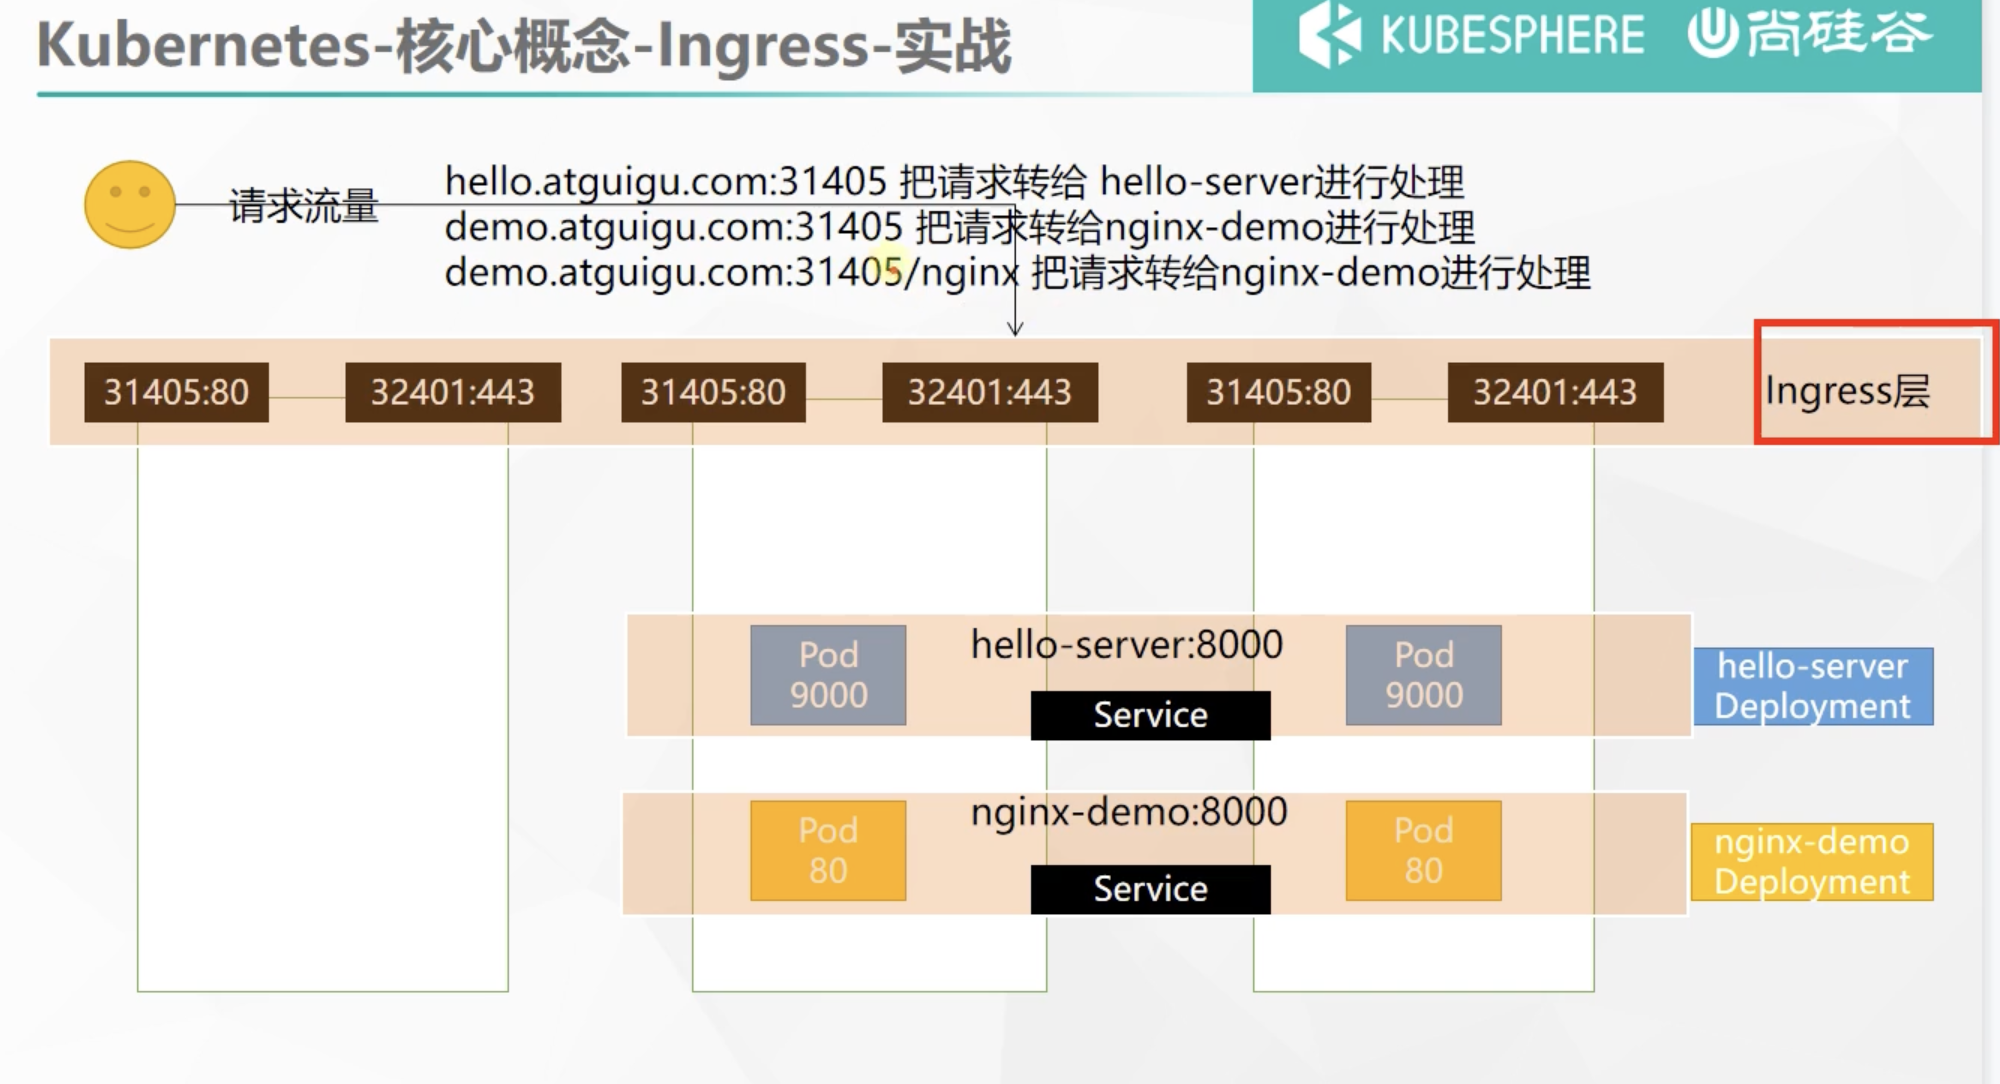 Kubernetes-核心概念-Ingress-实战
KUBESPHERE
尚硅谷
请求流量
hello.atguigu.com:31405 把请求转给 hello-server进行处理
demo.atguigu.com:31405 把请求转给nginx-demo进行处理
demo.atguigu.com:31405/nginx 把请求转给nginx-demo进行处理
31405:80
32401:443
31405:80
32401:443
31405:80
32401:443
Ingress层
Pod
9000
hello-server:8000
Service
Pod
9000
hello-server
Deployment
Pod
80
nginx-demo:8000
Service
Pod
80
nginx-demo
Deployment